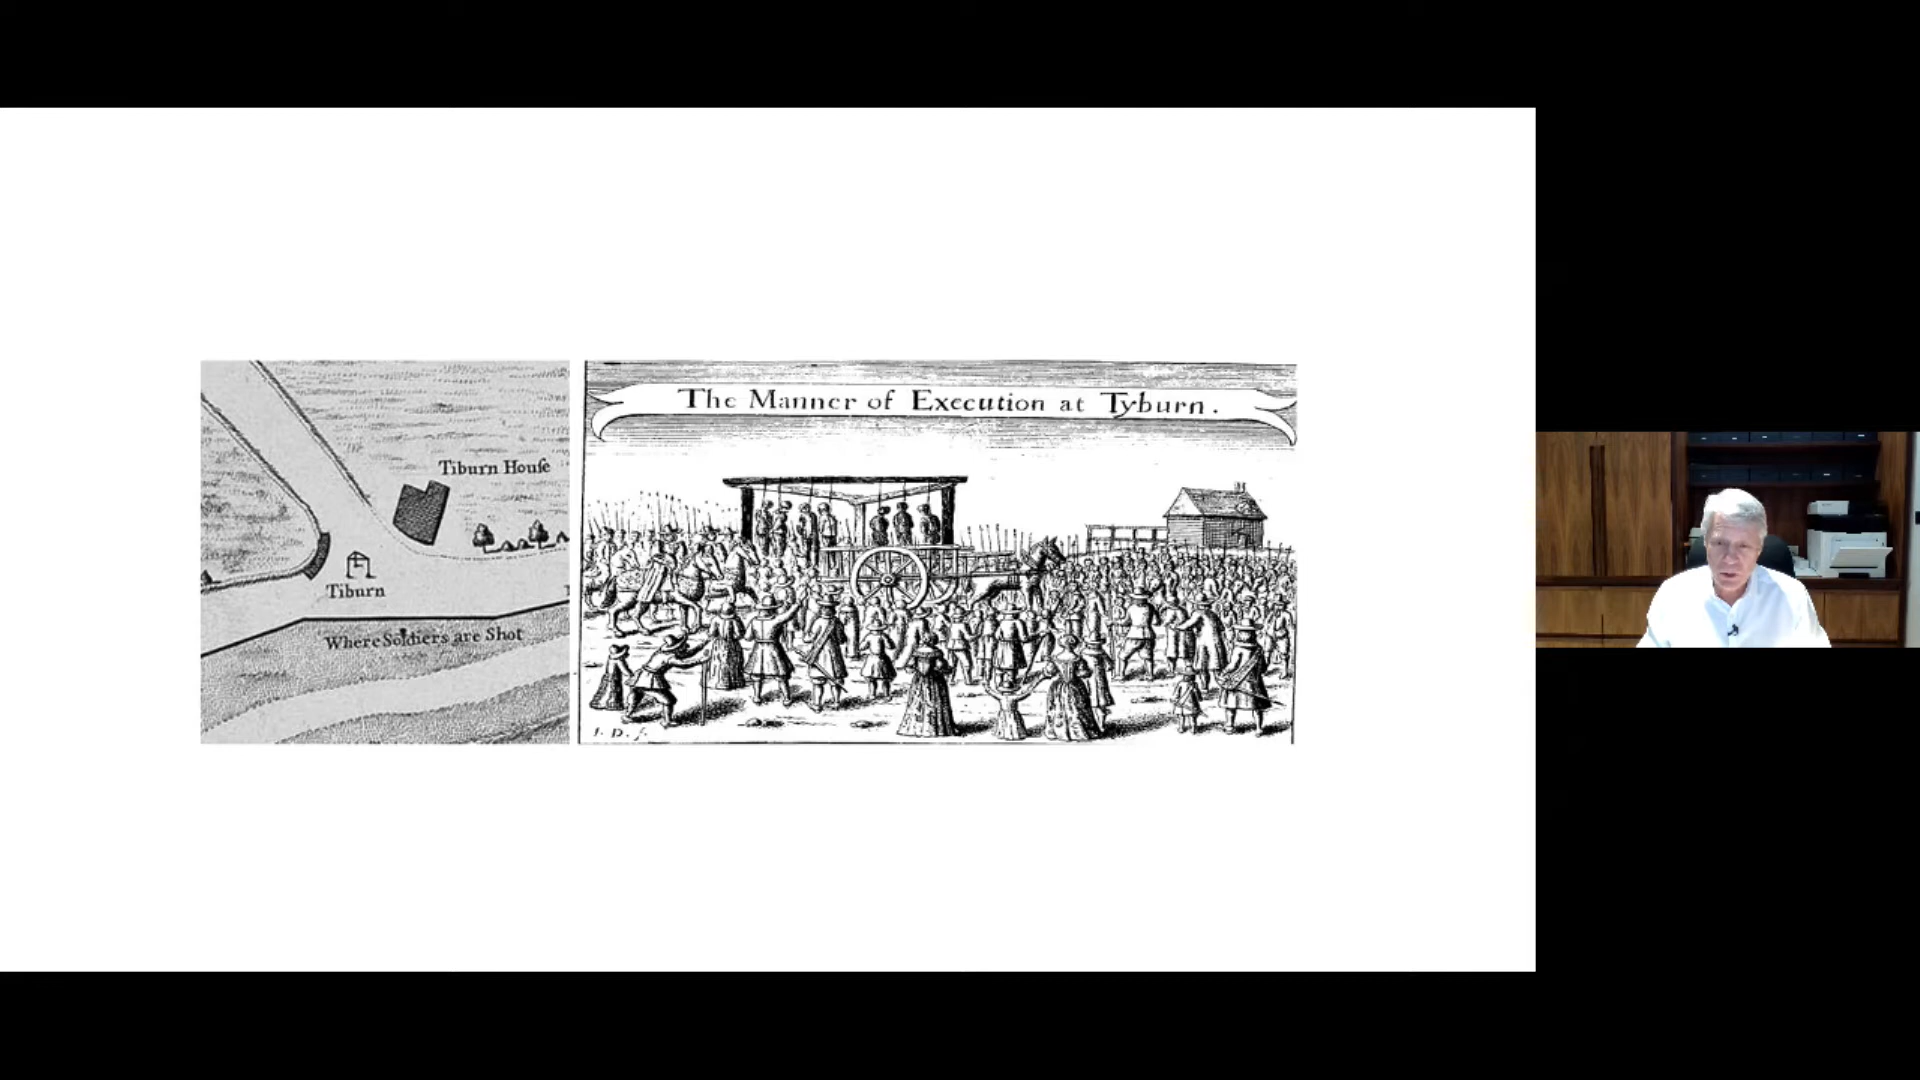 Tiburn Houſe
Tiburn
Where Soldiers are Shot
The Manner of Execution at Tyburn.
I. D. f.